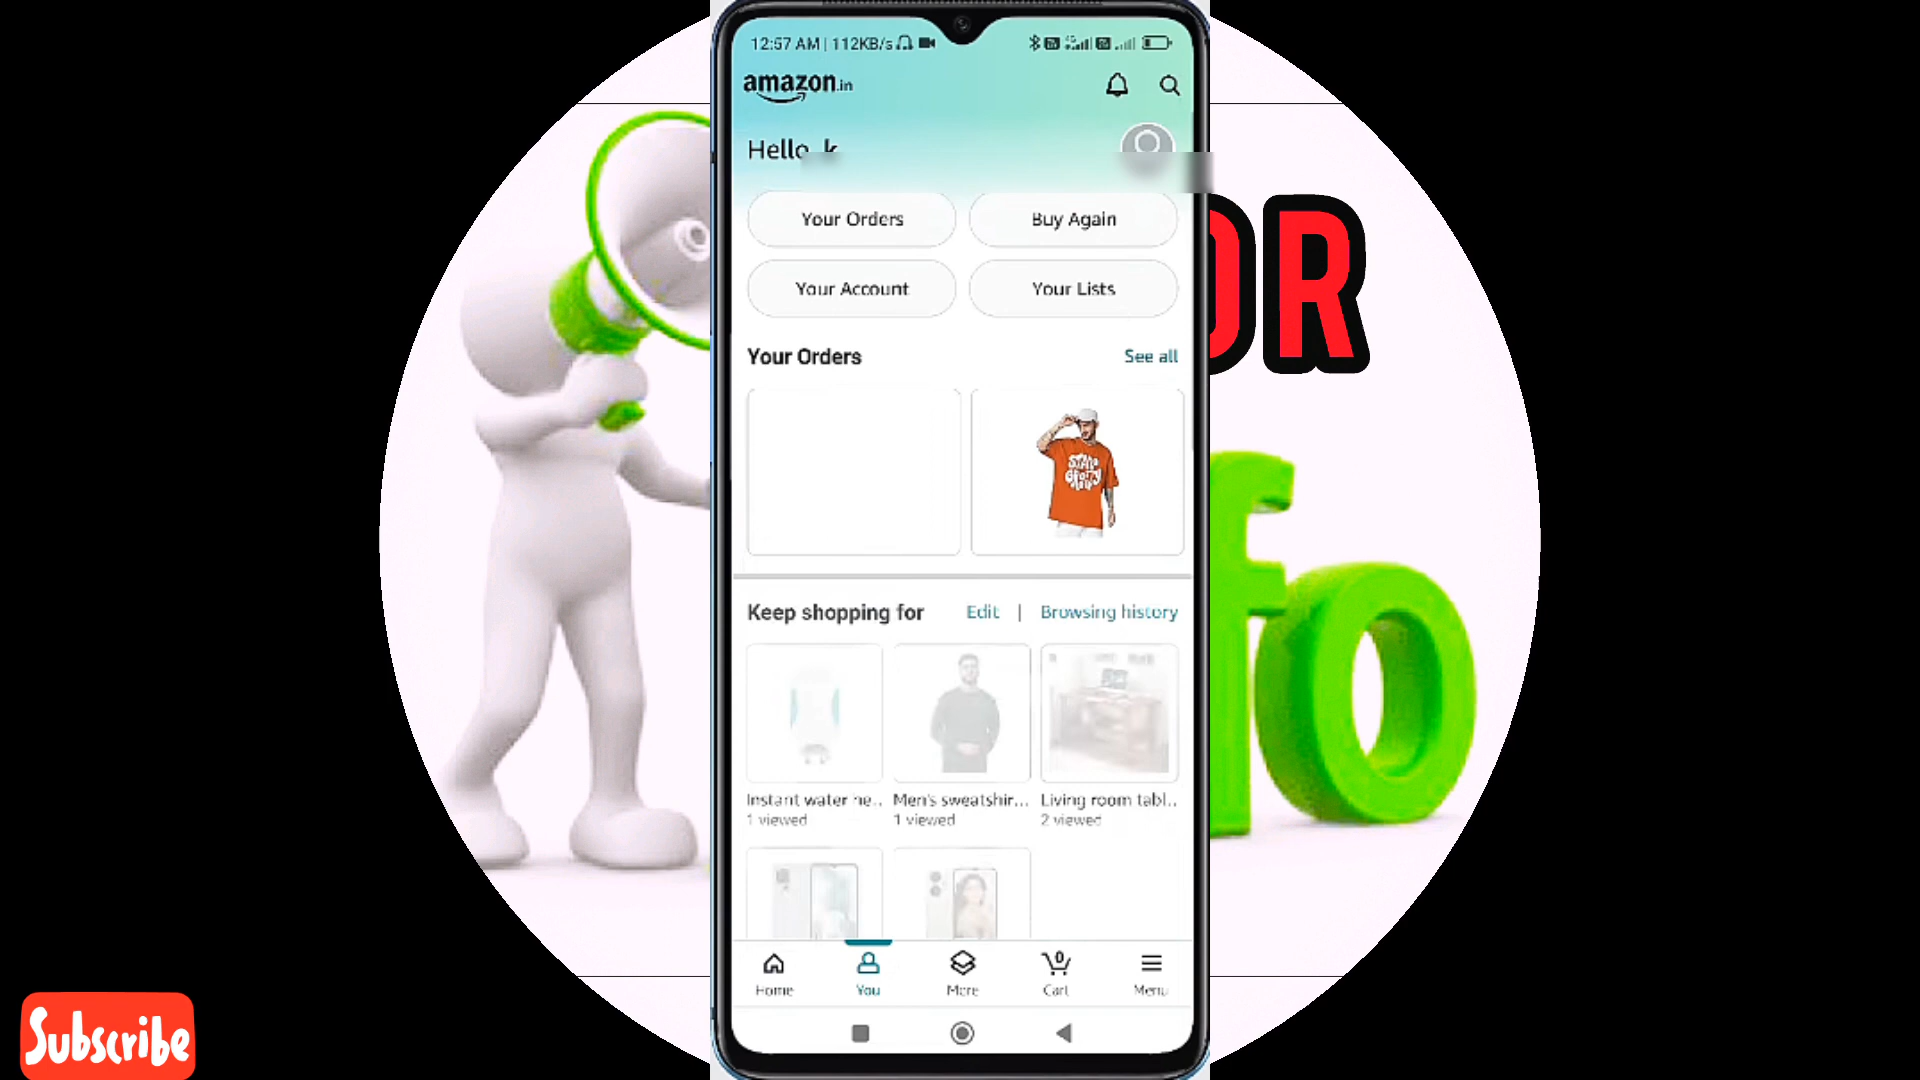 12:57 AM | 112KB/s
amazon.in
Hello, k
Your Orders
Buy Again
Your Account
Your Lists
OR
Your Orders
See all
Keep shopping for
Edit | Browsing history
Instant water he..
Men's sweatshir...
Living room tabl..
1 viewed
1 viewed
2 viewed
fo
Home
You
More
0
Cart
Menu
Subscribe